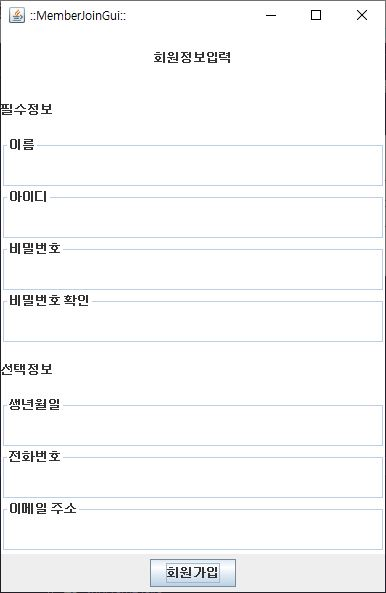 ::MemberJoinGui::
회원정보입력
필수정보
이름
아이디
비밀번호
비밀번호 확인
선택정보
생년월일
전화번호
이메일 주소
회원가입